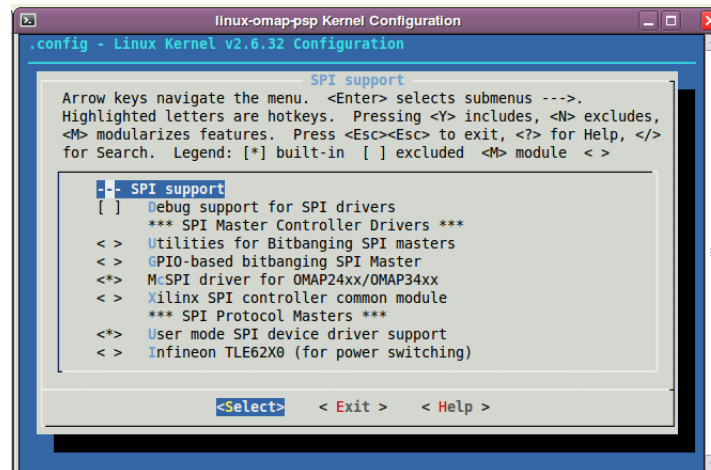 linux-omap-psp Kernel Configuration
.config - Linux Kernel v2.6.32 Configuration
SPI support
Arrow keys navigate the menu.  <Enter> selects submenus --->.
Highlighted letters are hotkeys.  Pressing <Y> includes, <N> excludes,
<M> modularizes features.  Press <Esc><Esc> to exit, <?> for Help, </>
for Search.  Legend: [*] built-in  [ ] excluded  <M> module  < >
--- SPI support
[ ]   Debug support for SPI drivers
*** SPI Master Controller Drivers ***
< >   Utilities for Bitbanging SPI masters
< >   GPIO-based bitbanging SPI Master
<*>   McSPI driver for OMAP24xx/OMAP34xx
< >   Xilinx SPI controller common module
*** SPI Protocol Masters ***
<*>   User mode SPI device driver support
< >   Infineon TLE62X0 (for power switching)
<Select>    < Exit >    < Help >